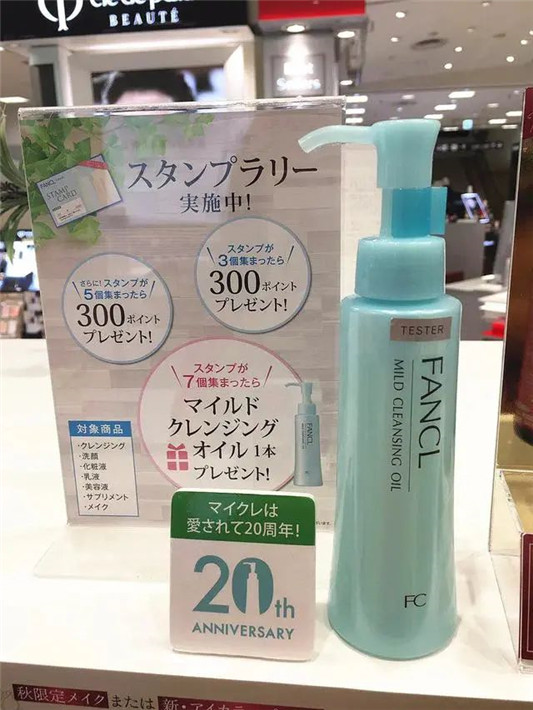 BEAUTÉ
スタンプラリー
実施中!
FANCL
STAMP
CARD
スタンプが
3個集まったら
300ポイント
プレゼント!
さらに!スタンプが
5個集まったら
300ポイント
プレゼント!
スタンプが
7個集まったら
マイルド
クレンジング
オイル1本
プレゼント!
対象商品
・クレンジング
・洗顔
・化粧液
・乳液
・美容液
・サプリメント
・メイク
マイクレは
愛されて20周年!
20th
ANNIVERSARY
TESTER
FANCL
MILD CLEANSING OIL
FC
秋限定メイク または 新・アイカラー